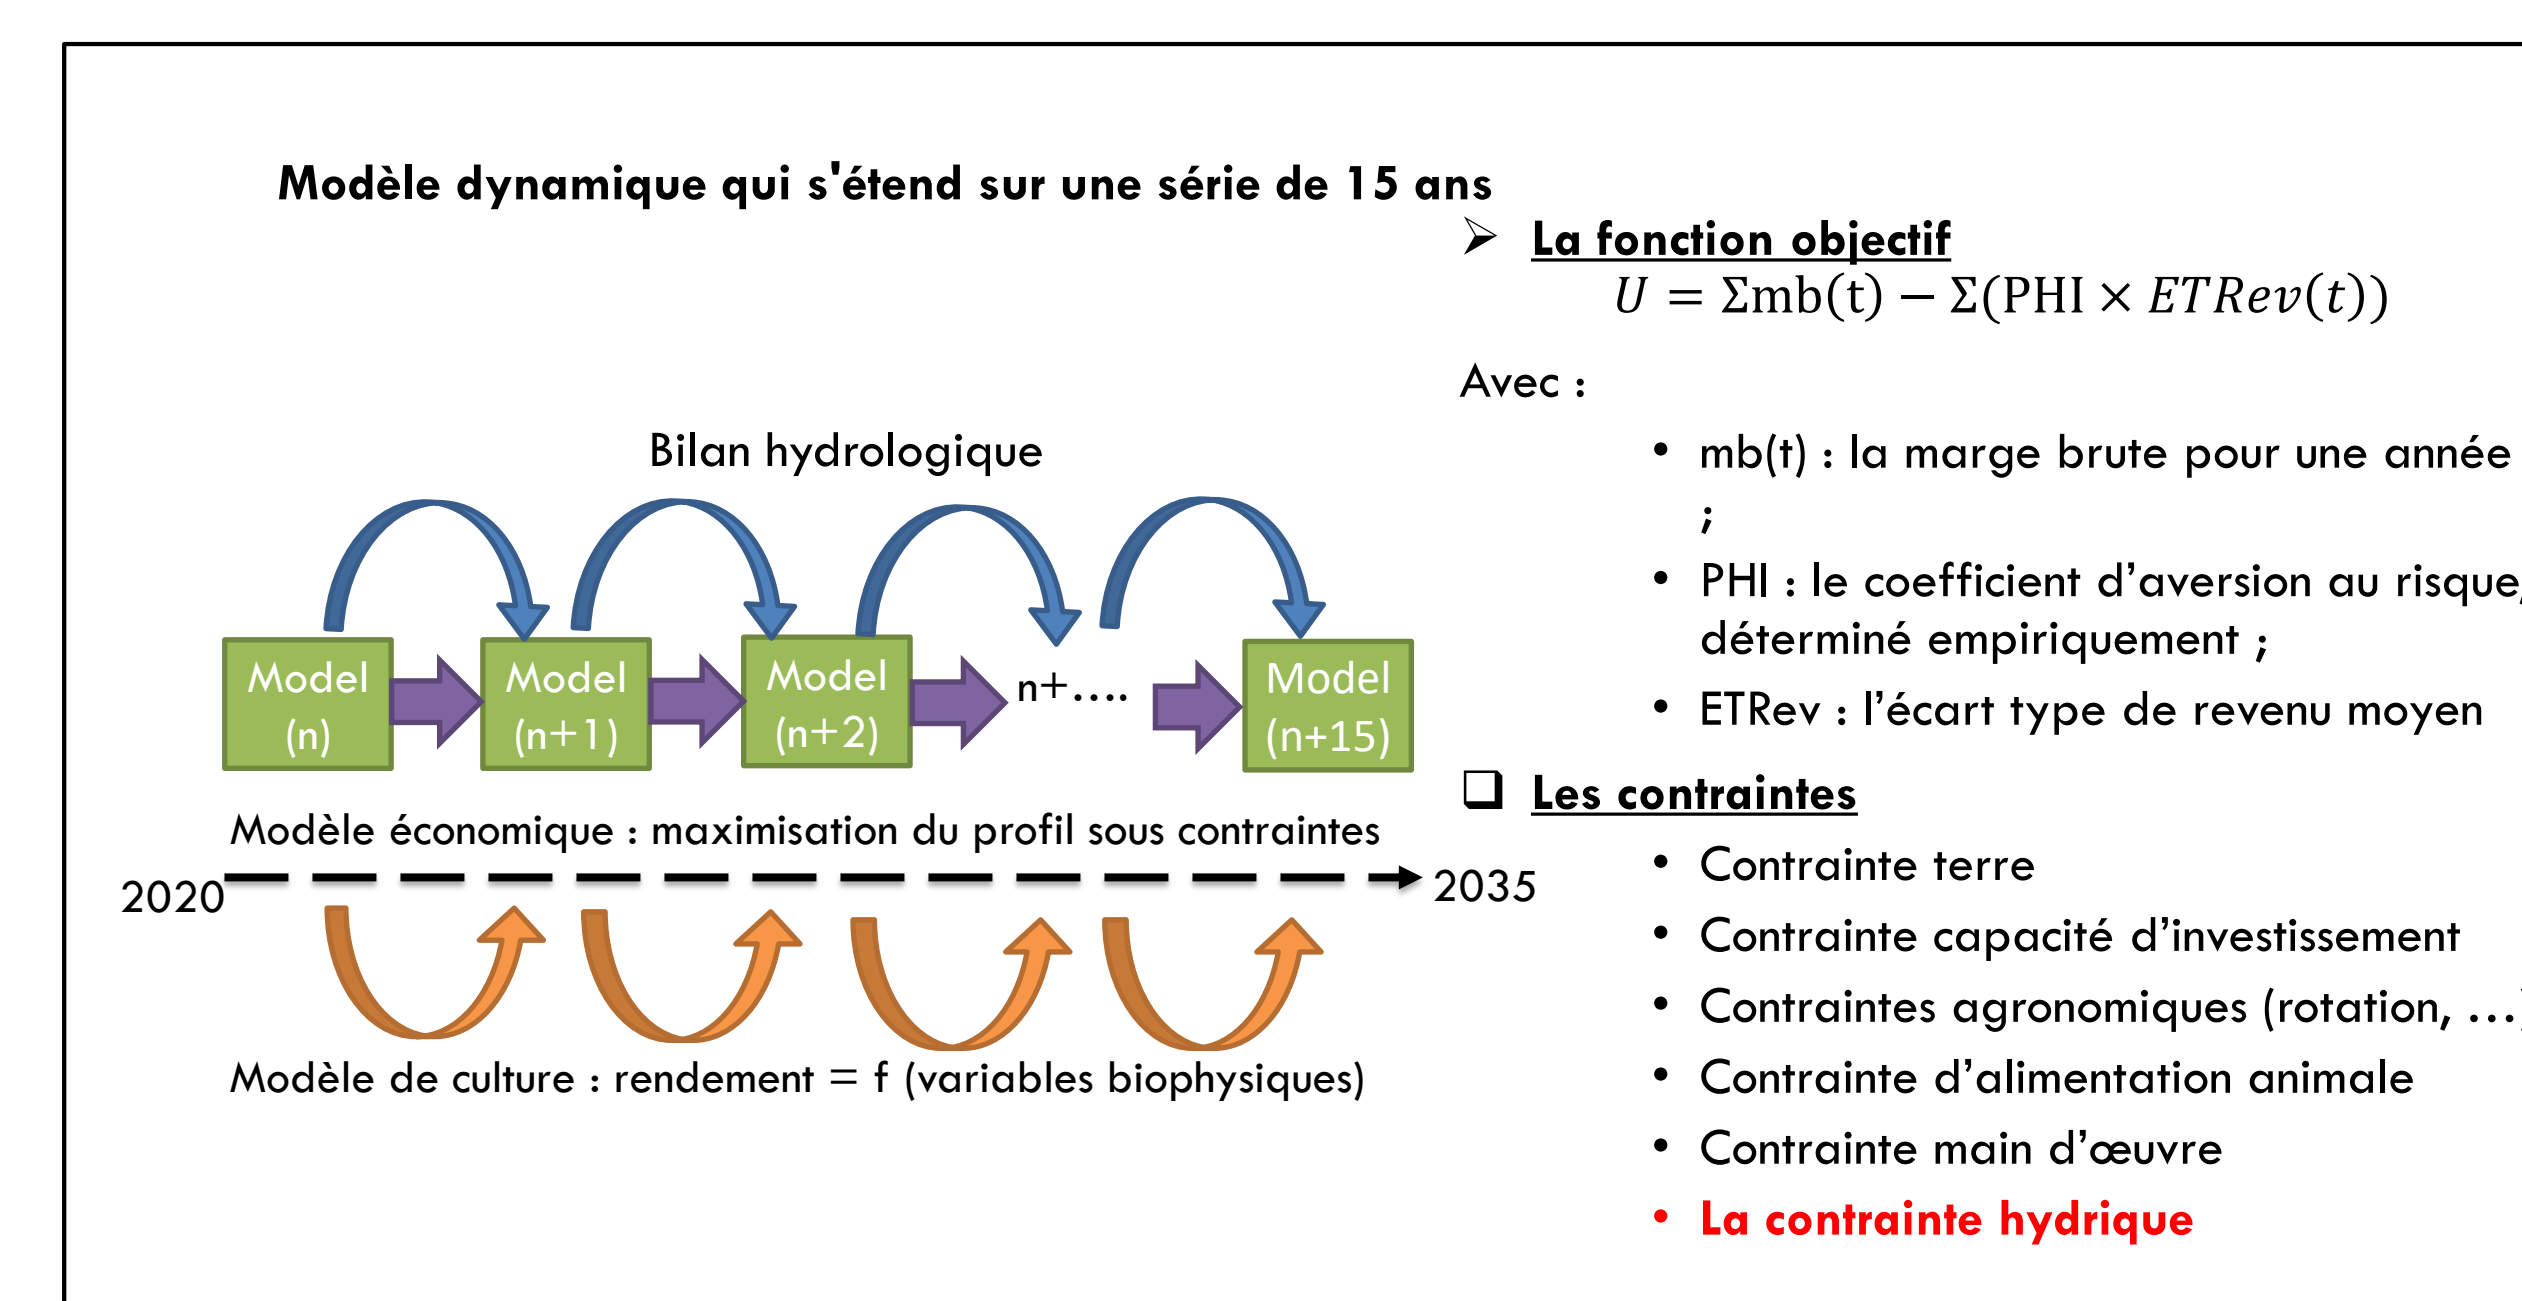 Modèle dynamique qui s'étend sur une série de 15 ans
Bilan hydrologique
Model
(n)
Model
(n+1)
Model
(n+2)
n+....
Model
(n+15)
Modèle économique : maximisation du profil sous contraintes
2020
2035
Modèle de culture : rendement = f (variables biophysiques)
➢ La fonction objectif
U = Σmb(t) − Σ(PHI × ETRev(t))
Avec :
• mb(t) : la marge brute pour une année
;
• PHI : le coefficient d’aversion au risque,
déterminé empiriquement ;
• ETRev : l’écart type de revenu moyen
❑ Les contraintes
• Contrainte terre
• Contrainte capacité d’investissement
• Contraintes agronomiques (rotation, …)
• Contrainte d’alimentation animale
• Contrainte main d’œuvre
• La contrainte hydrique